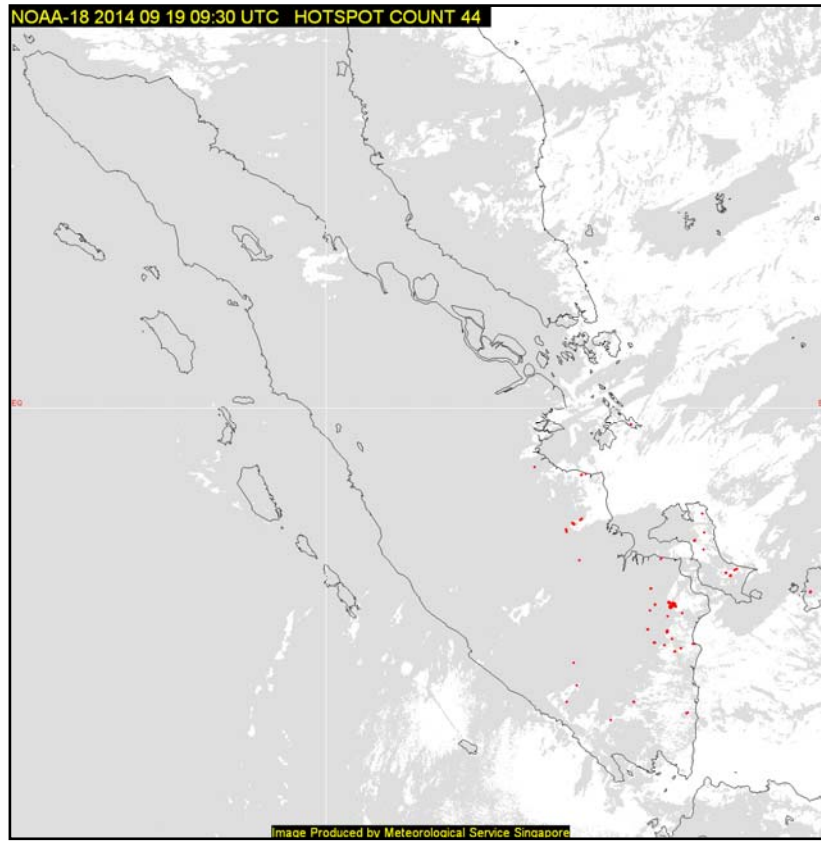 NOAA-18 2014 09 19 09:30 UTC HOTSPOT COUNT 44
EQ
Image Produced by Meteorological Service Singapore